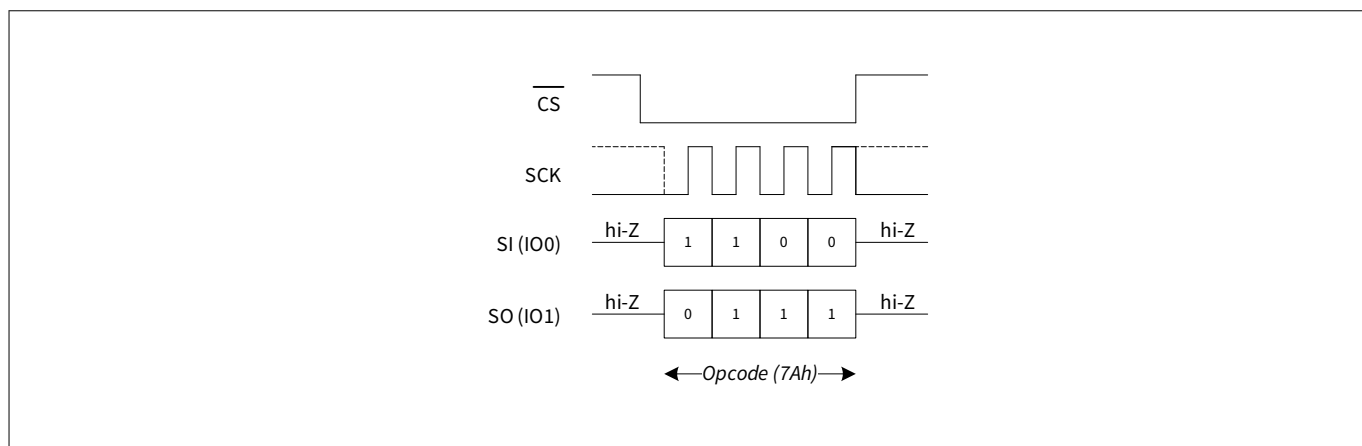 CS
SCK
hi-Z 1 1 0 0 hi-Z
SI (IO0)
hi-Z 0 1 1 1 hi-Z
SO (IO1)
Opcode (7Ah)